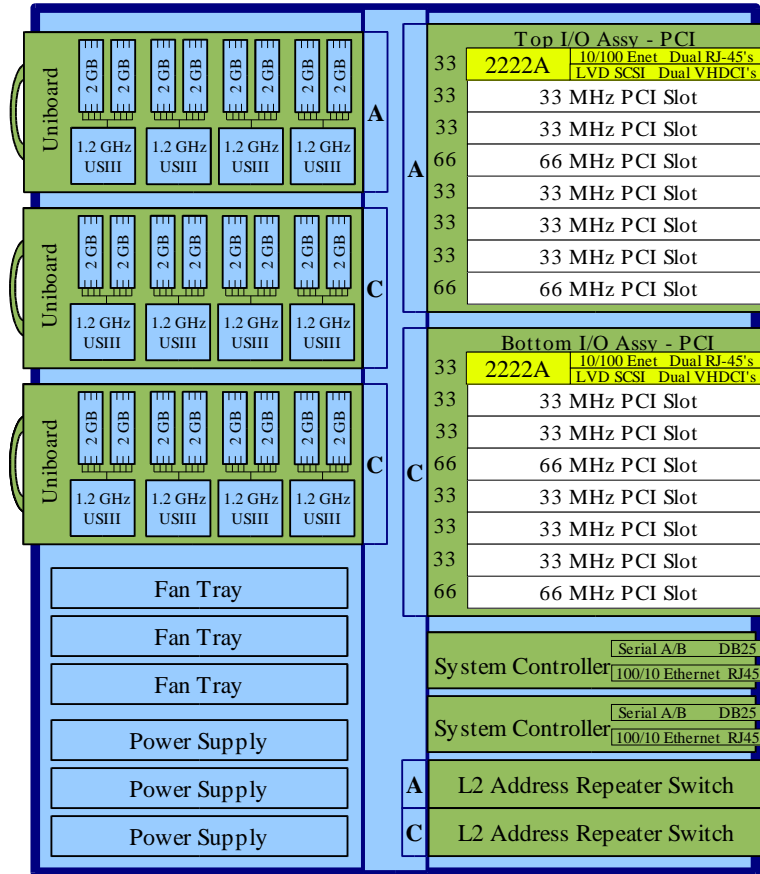 Uniboard
2 GB 2 GB 2 GB 2 GB 2 GB 2 GB 2 GB 2 GB
1.2 GHz 1.2 GHz 1.2 GHz 1.2 GHz
USIII USIII USIII USIII
A
Uniboard
2 GB 2 GB 2 GB 2 GB 2 GB 2 GB 2 GB 2 GB
1.2 GHz 1.2 GHz 1.2 GHz 1.2 GHz
USIII USIII USIII USIII
C
Uniboard
2 GB 2 GB 2 GB 2 GB 2 GB 2 GB 2 GB 2 GB
1.2 GHz 1.2 GHz 1.2 GHz 1.2 GHz
USIII USIII USIII USIII
C
Fan Tray
Fan Tray
Fan Tray
Power Supply
Power Supply
Power Supply
A
Top I/O Assy - PCI
33 2222A 10/100 Enet Dual RJ-45's
LVD SCSI Dual VHDCI's
33 33 MHz PCI Slot
33 33 MHz PCI Slot
66 66 MHz PCI Slot
33 33 MHz PCI Slot
33 33 MHz PCI Slot
33 33 MHz PCI Slot
66 66 MHz PCI Slot
C
Bottom I/O Assy - PCI
33 2222A 10/100 Enet Dual RJ-45's
LVD SCSI Dual VHDCI's
33 33 MHz PCI Slot
33 33 MHz PCI Slot
66 66 MHz PCI Slot
33 33 MHz PCI Slot
33 33 MHz PCI Slot
33 33 MHz PCI Slot
66 66 MHz PCI Slot
System Controller Serial A/B DB25
100/10 Ethernet RJ45
System Controller Serial A/B DB25
100/10 Ethernet RJ45
A L2 Address Repeater Switch
C L2 Address Repeater Switch